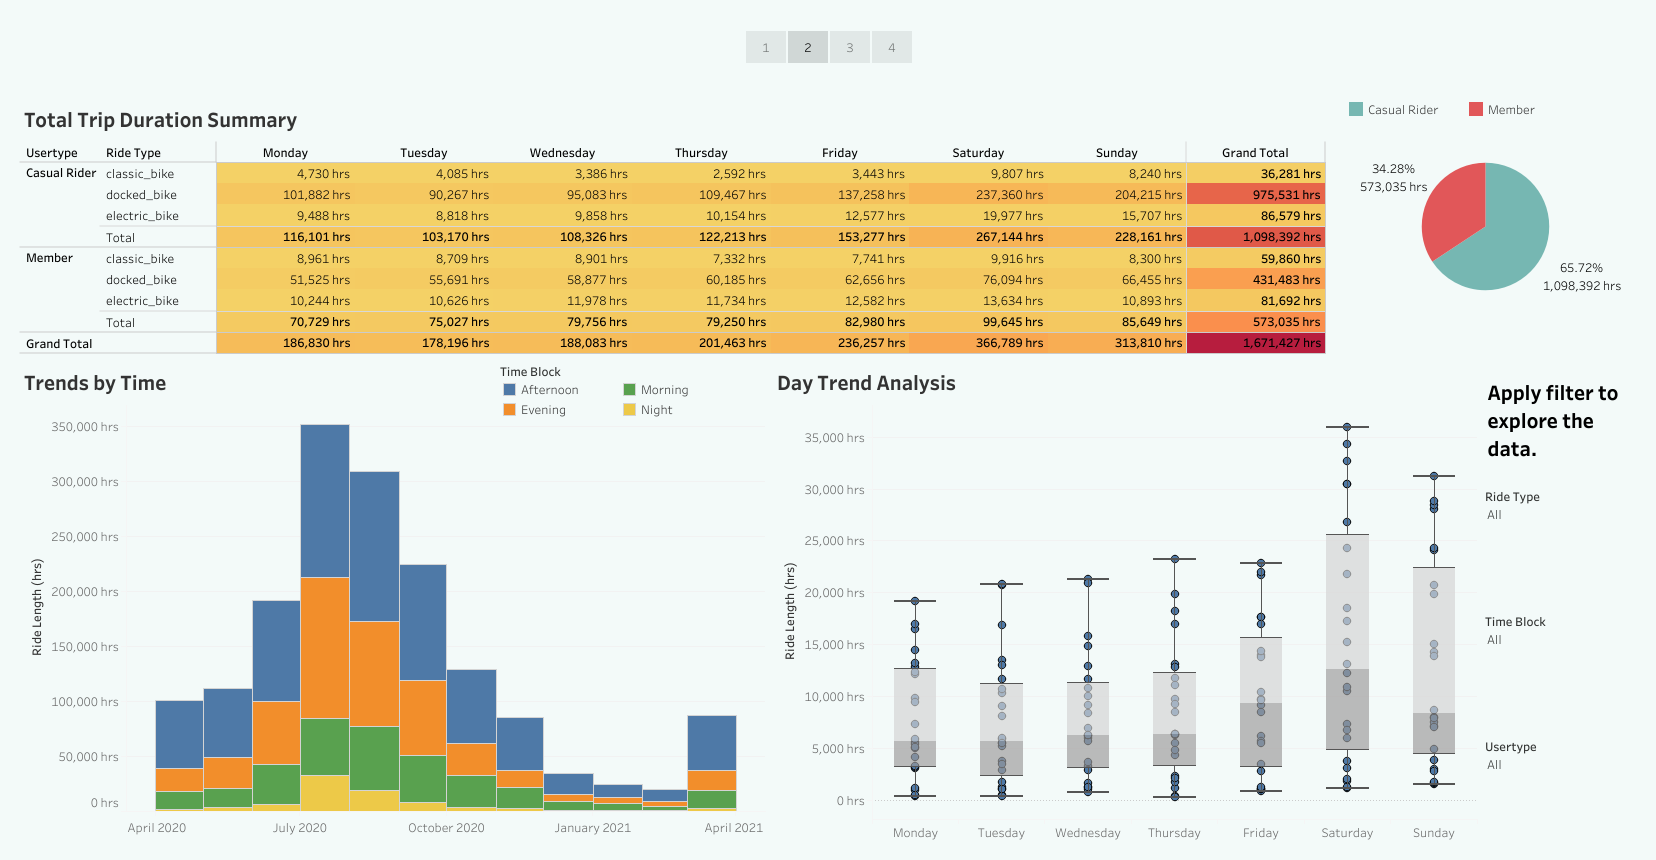 1 2 3 4
Casual Rider Member
Total Trip Duration Summary
Usertype Ride Type Monday Tuesday Wednesday Thursday Friday Saturday Sunday Grand Total
Casual Rider classic_bike 4,730 hrs 4,085 hrs 3,386 hrs 2,592 hrs 3,443 hrs 9,807 hrs 8,240 hrs 36,281 hrs
docked_bike 101,882 hrs 90,267 hrs 95,083 hrs 109,467 hrs 137,258 hrs 237,360 hrs 204,215 hrs 975,531 hrs
electric_bike 9,488 hrs 8,818 hrs 9,858 hrs 10,154 hrs 12,577 hrs 19,977 hrs 15,707 hrs 86,579 hrs
Total 116,101 hrs 103,170 hrs 108,326 hrs 122,213 hrs 153,277 hrs 267,144 hrs 228,161 hrs 1,098,392 hrs
Member classic_bike 8,961 hrs 8,709 hrs 8,901 hrs 7,332 hrs 7,741 hrs 9,916 hrs 8,300 hrs 59,860 hrs
docked_bike 51,525 hrs 55,691 hrs 58,877 hrs 60,185 hrs 62,656 hrs 76,094 hrs 66,455 hrs 431,483 hrs
electric_bike 10,244 hrs 10,626 hrs 11,978 hrs 11,734 hrs 12,582 hrs 13,634 hrs 10,893 hrs 81,692 hrs
Total 70,729 hrs 75,027 hrs 79,756 hrs 79,250 hrs 82,980 hrs 99,645 hrs 85,649 hrs 573,035 hrs
Grand Total 186,830 hrs 178,196 hrs 188,083 hrs 201,463 hrs 236,257 hrs 366,789 hrs 313,810 hrs 1,671,427 hrs
34.28%
573,035 hrs
65.72%
1,098,392 hrs
Trends by Time
Time Block
Afternoon Morning
Evening Night
350,000 hrs
300,000 hrs
250,000 hrs
200,000 hrs
150,000 hrs
100,000 hrs
50,000 hrs
0 hrs
Ride Length (hrs)
April 2020 July 2020 October 2020 January 2021 April 2021
Day Trend Analysis
35,000 hrs
30,000 hrs
25,000 hrs
20,000 hrs
15,000 hrs
10,000 hrs
5,000 hrs
0 hrs
Ride Length (hrs)
Monday Tuesday Wednesday Thursday Friday Saturday Sunday
Apply filter to
explore the
data.
Ride Type
All
Time Block
All
Usertype
All